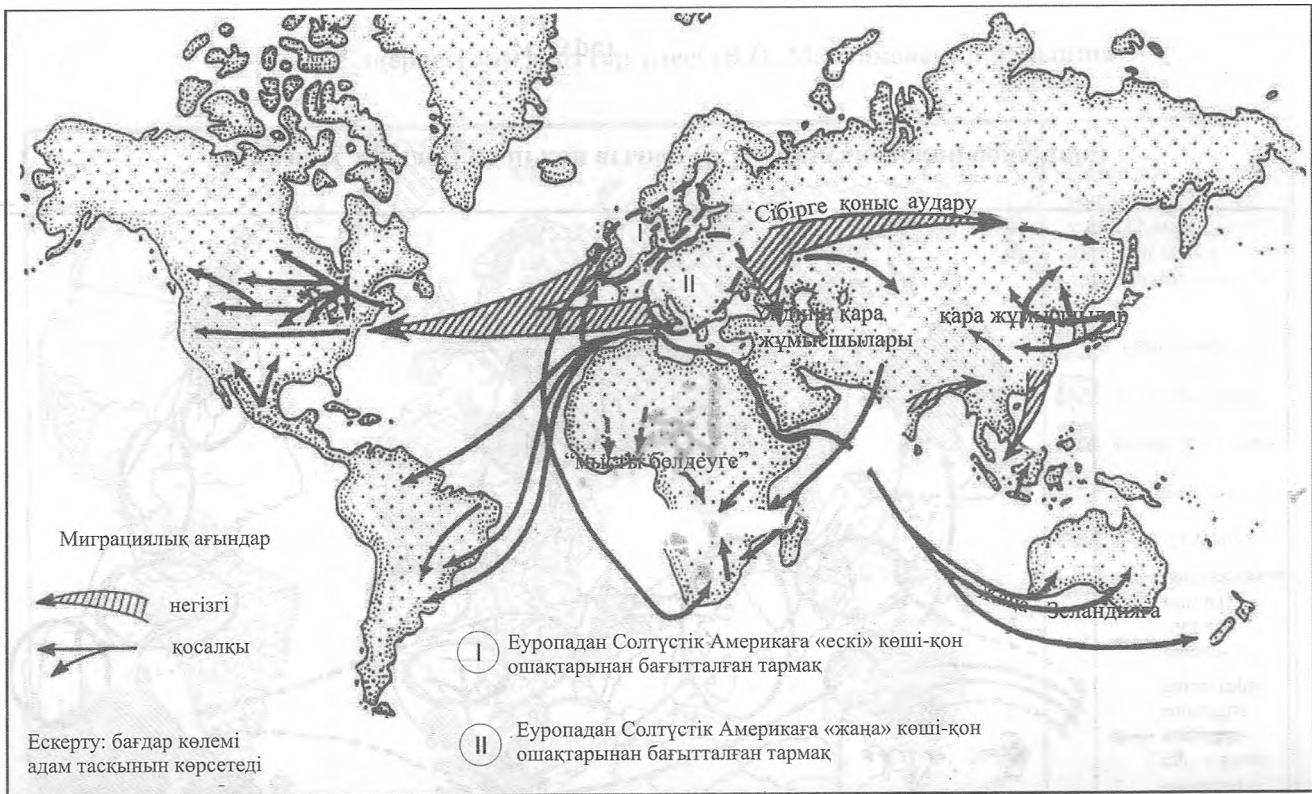 Сібірге қоныс аудару
I
II
қара
жұмысшылары
қара жұмысшылар
“мысты белдеуге”
Миграциялық ағындар
негізгі
қосалқы
жаңа Зеландияға
I Еуропадан Солтүстік Америкаға «ескі» көші-қон
ошақтарынан бағытталған тармақ
II Еуропадан Солтүстік Америкаға «жаңа» көші-қон
ошақтарынан бағытталған тармақ
Ескерту: бағдар көлемі
адам тасқынын көрсетеді